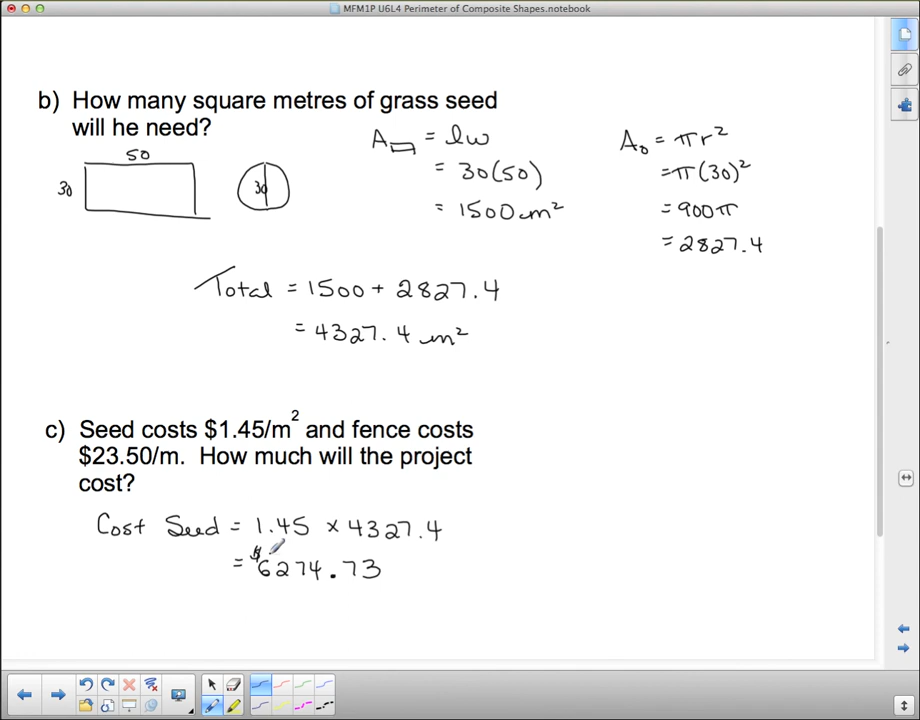 MFM1P U6L4 Perimeter of Composite Shapes.notebook
b) How many square metres of grass seed
will he need?
50
30
30
A▭ = lw
= 30(50)
= 1500 m²
A○ = πr²
= π(30)²
= 900π
= 2827.4
Total = 1500 + 2827.4
= 4327.4 m²
c) Seed costs $1.45/m² and fence costs
$23.50/m. How much will the project
cost?
Cost Seed = 1.45 × 4327.4
= $6274.73